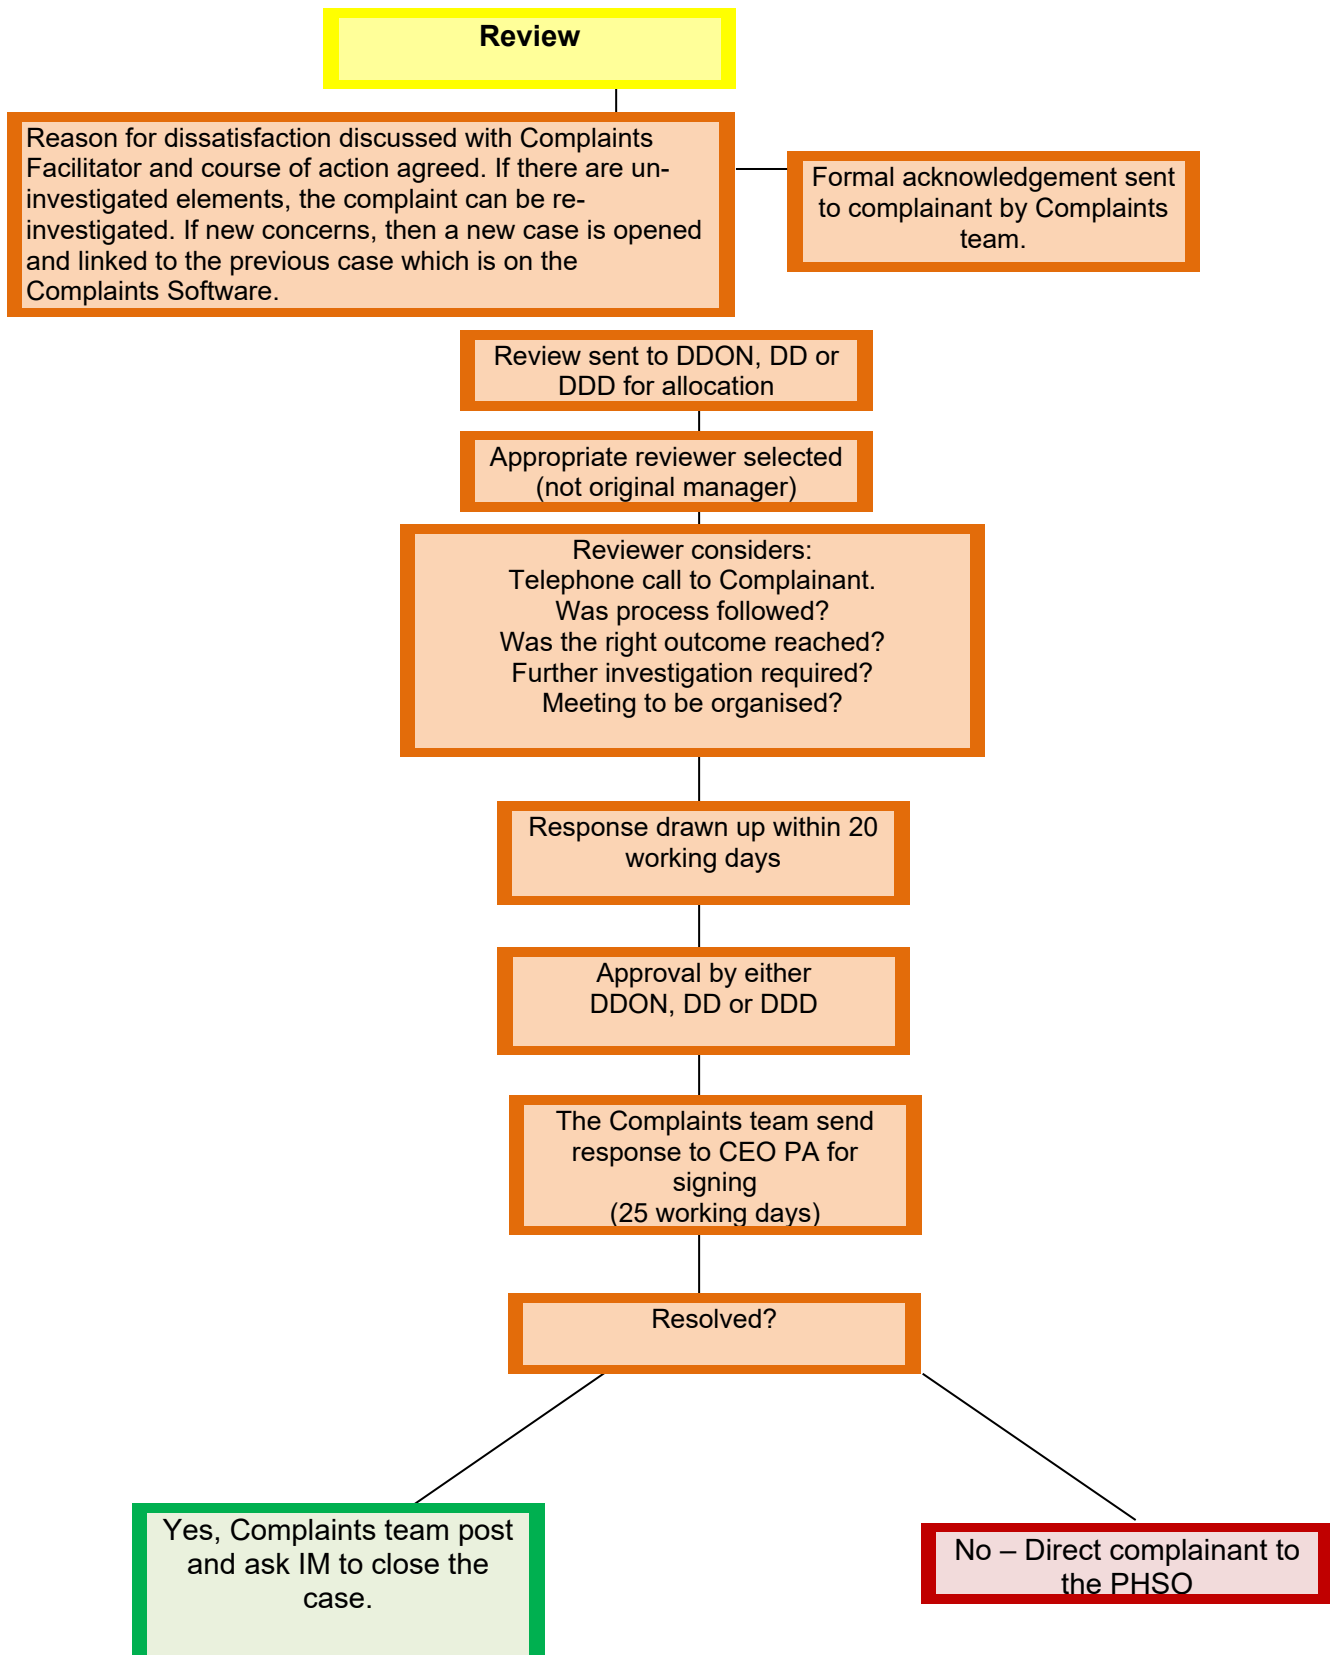 Review
Reason for dissatisfaction discussed with Complaints
Facilitator and course of action agreed. If there are un-
investigated elements, the complaint can be re-
investigated. If new concerns, then a new case is opened
and linked to the previous case which is on the
Complaints Software.
Formal acknowledgement sent
to complainant by Complaints
team.
Review sent to DDON, DD or
DDD for allocation
Appropriate reviewer selected
(not original manager)
Reviewer considers:
Telephone call to Complainant.
Was process followed?
Was the right outcome reached?
Further investigation required?
Meeting to be organised?
Response drawn up within 20
working days
Approval by either
DDON, DD or DDD
The Complaints team send
response to CEO PA for
signing
(25 working days)
Resolved?
Yes, Complaints team post
and ask IM to close the
case.
No – Direct complainant to
the PHSO